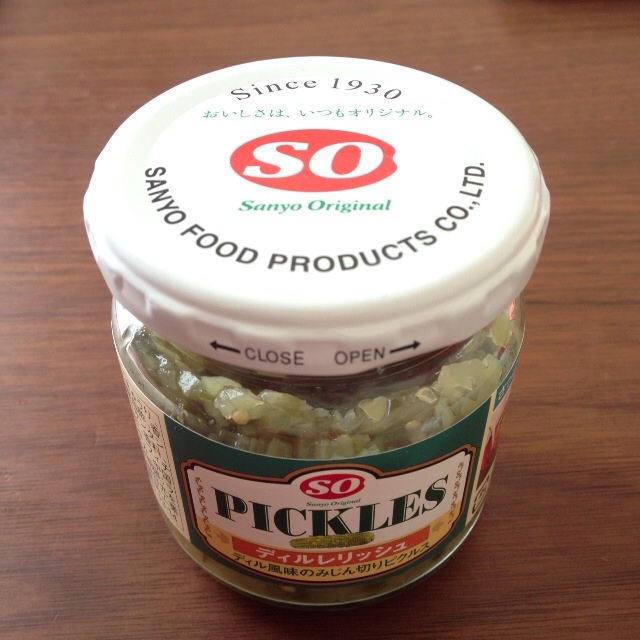 Since 1930
おいしさは、いつもオリジナル。
SO
Sanyo Original
SANYO FOOD PRODUCTS CO., LTD.
←CLOSE OPEN→
SO
Sanyo Original
PICKLES
ディルレリッシュ
ディル風味のみじん切りピクルス